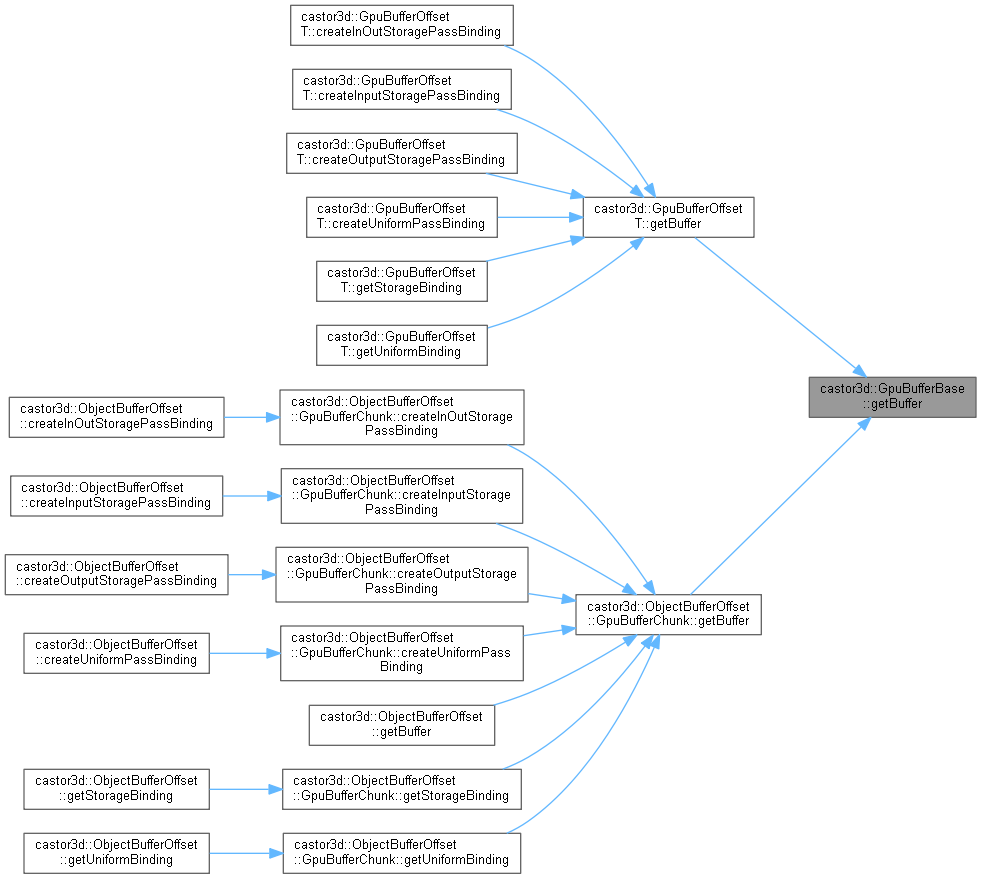 castor3d::GpuBufferOffset
T::createInOutStoragePassBinding
castor3d::GpuBufferOffset
T::createInputStoragePassBinding
castor3d::GpuBufferOffset
T::createOutputStoragePassBinding
castor3d::GpuBufferOffset
T::createUniformPassBinding
castor3d::GpuBufferOffset
T::getStorageBinding
castor3d::GpuBufferOffset
T::getUniformBinding
castor3d::GpuBufferOffset
T::getBuffer
castor3d::GpuBufferBase
::getBuffer
castor3d::ObjectBufferOffset
::createInOutStoragePassBinding
castor3d::ObjectBufferOffset
::GpuBufferChunk::createInOutStorage
PassBinding
castor3d::ObjectBufferOffset
::createInputStoragePassBinding
castor3d::ObjectBufferOffset
::GpuBufferChunk::createInputStorage
PassBinding
castor3d::ObjectBufferOffset
::createOutputStoragePassBinding
castor3d::ObjectBufferOffset
::GpuBufferChunk::createOutputStorage
PassBinding
castor3d::ObjectBufferOffset
::GpuBufferChunk::getBuffer
castor3d::ObjectBufferOffset
::createUniformPassBinding
castor3d::ObjectBufferOffset
::GpuBufferChunk::createUniformPass
Binding
castor3d::ObjectBufferOffset
::getBuffer
castor3d::ObjectBufferOffset
::getStorageBinding
castor3d::ObjectBufferOffset
::GpuBufferChunk::getStorageBinding
castor3d::ObjectBufferOffset
::getUniformBinding
castor3d::ObjectBufferOffset
::GpuBufferChunk::getUniformBinding